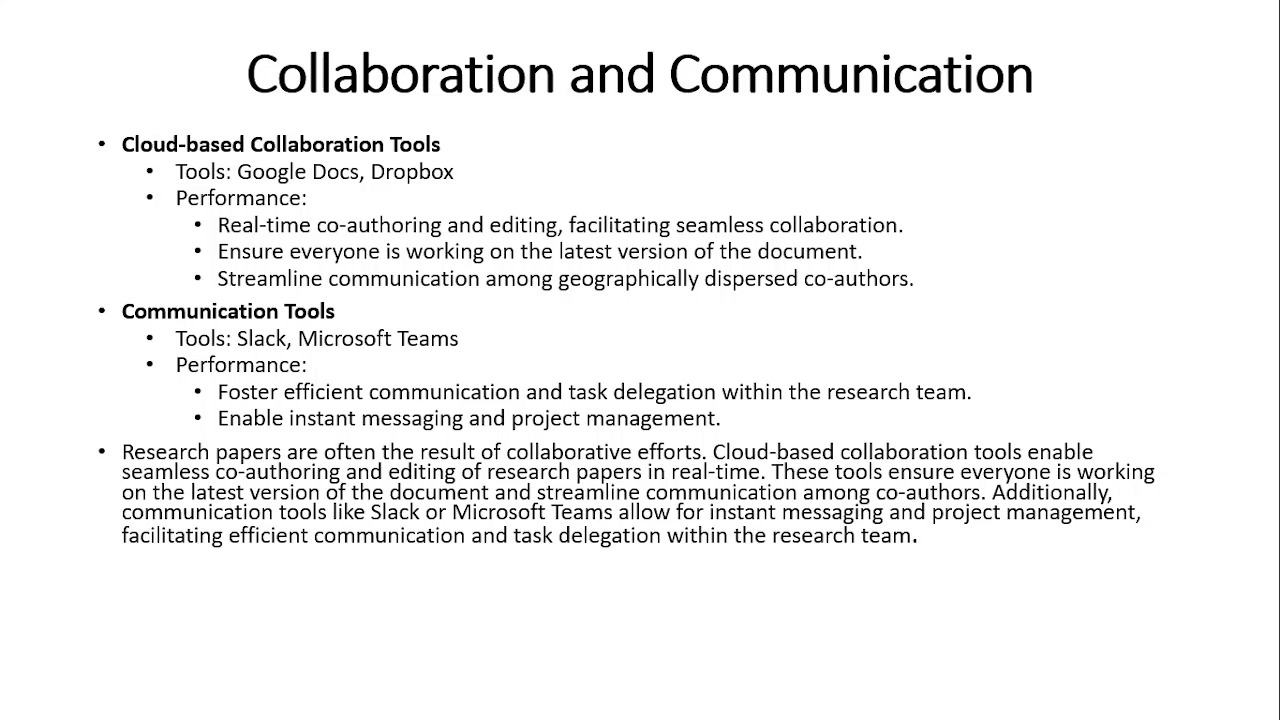 Collaboration and Communication
• Cloud-based Collaboration Tools
• Tools: Google Docs, Dropbox
• Performance:
• Real-time co-authoring and editing, facilitating seamless collaboration.
• Ensure everyone is working on the latest version of the document.
• Streamline communication among geographically dispersed co-authors.
• Communication Tools
• Tools: Slack, Microsoft Teams
• Performance:
• Foster efficient communication and task delegation within the research team.
• Enable instant messaging and project management.
• Research papers are often the result of collaborative efforts. Cloud-based collaboration tools enable
seamless co-authoring and editing of research papers in real-time. These tools ensure everyone is working
on the latest version of the document and streamline communication among co-authors. Additionally,
communication tools like Slack or Microsoft Teams allow for instant messaging and project management,
facilitating efficient communication and task delegation within the research team.